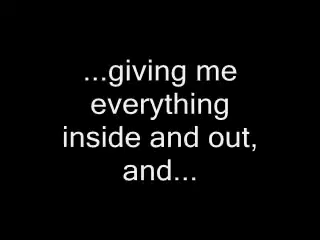 ...giving me
everything
inside and out,
and...